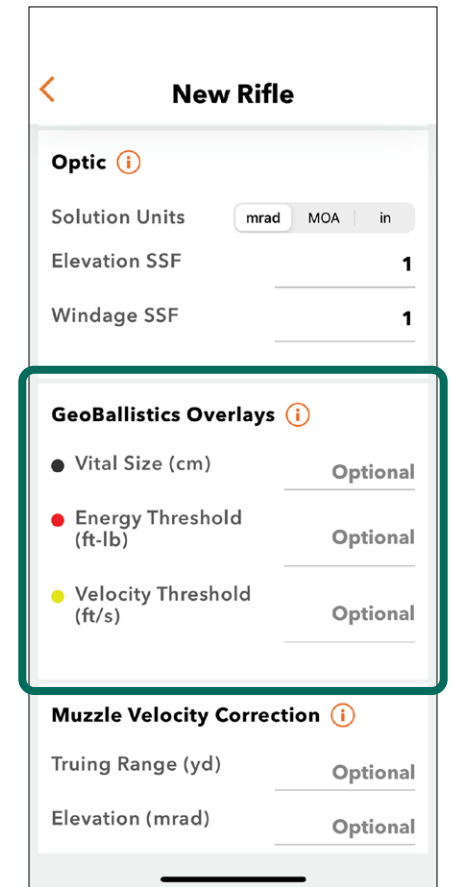 New Rifle
Optic
Solution Units mrad MOA in
Elevation SSF 1
Windage SSF 1
GeoBallistics Overlays
Vital Size (cm) Optional
Energy Threshold
(ft-lb) Optional
Velocity Threshold
(ft/s) Optional
Muzzle Velocity Correction
Truing Range (yd) Optional
Elevation (mrad) Optional